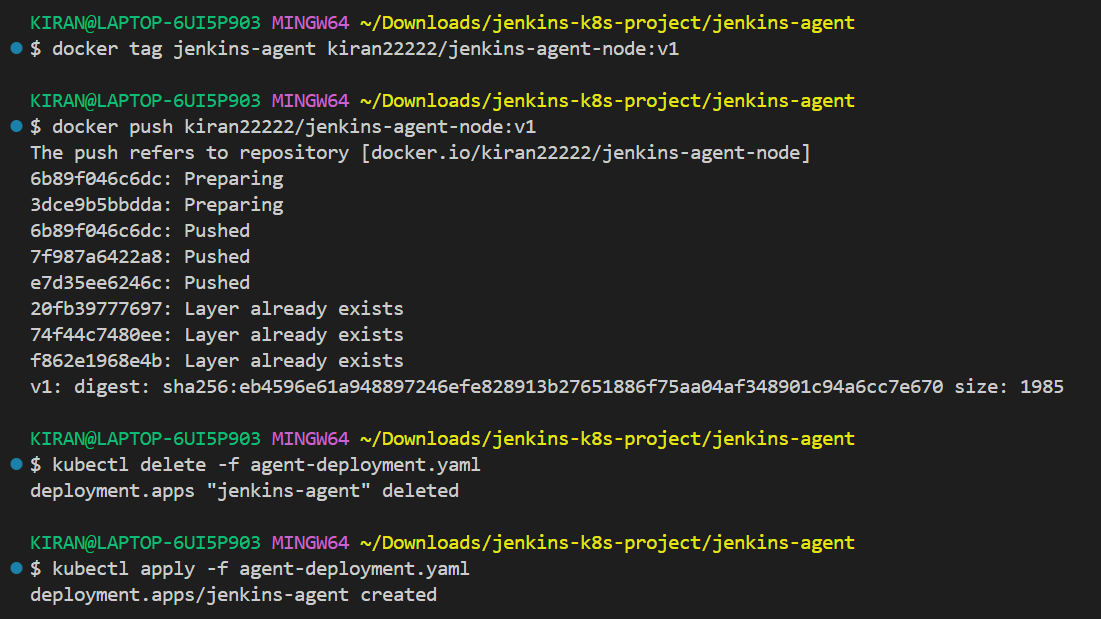 KIRAN@LAPTOP-6UI5P903 MINGW64 ~/Downloads/jenkins-k8s-project/jenkins-agent
$ docker tag jenkins-agent kiran22222/jenkins-agent-node:v1
KIRAN@LAPTOP-6UI5P903 MINGW64 ~/Downloads/jenkins-k8s-project/jenkins-agent
$ docker push kiran22222/jenkins-agent-node:v1
The push refers to repository [docker.io/kiran22222/jenkins-agent-node]
6b89f046c6dc: Preparing
3dce9b5bbdda: Preparing
6b89f046c6dc: Pushed
7f987a6422a8: Pushed
e7d35ee6246c: Pushed
20fb39777697: Layer already exists
74f44c7480ee: Layer already exists
f862e1968e4b: Layer already exists
v1: digest: sha256:eb4596e61a948897246efe828913b27651886f75aa04af348901c94a6cc7e670 size: 1985
KIRAN@LAPTOP-6UI5P903 MINGW64 ~/Downloads/jenkins-k8s-project/jenkins-agent
$ kubectl delete -f agent-deployment.yaml
deployment.apps "jenkins-agent" deleted
KIRAN@LAPTOP-6UI5P903 MINGW64 ~/Downloads/jenkins-k8s-project/jenkins-agent
$ kubectl apply -f agent-deployment.yaml
deployment.apps/jenkins-agent created